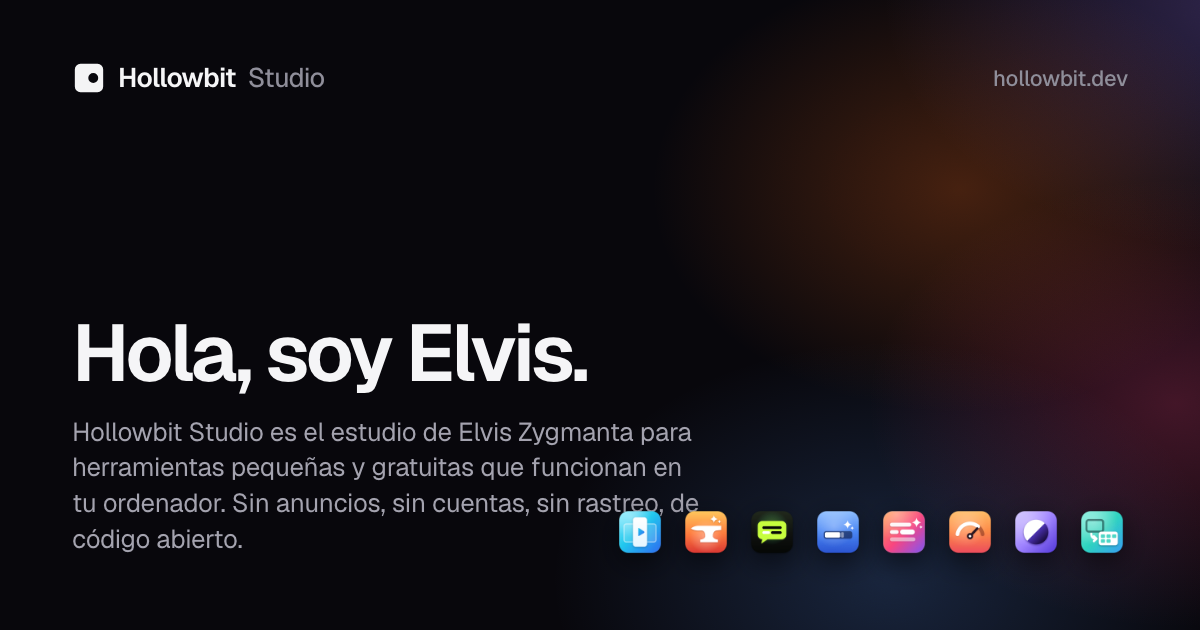 Hollowbit Studio
hollowbit.dev
Hola, soy Elvis.
Hollowbit Studio es el estudio de Elvis Zygmanta para
herramientas pequeñas y gratuitas que funcionan en
tu ordenador. Sin anuncios, sin cuentas, sin rastreo, de
código abierto.